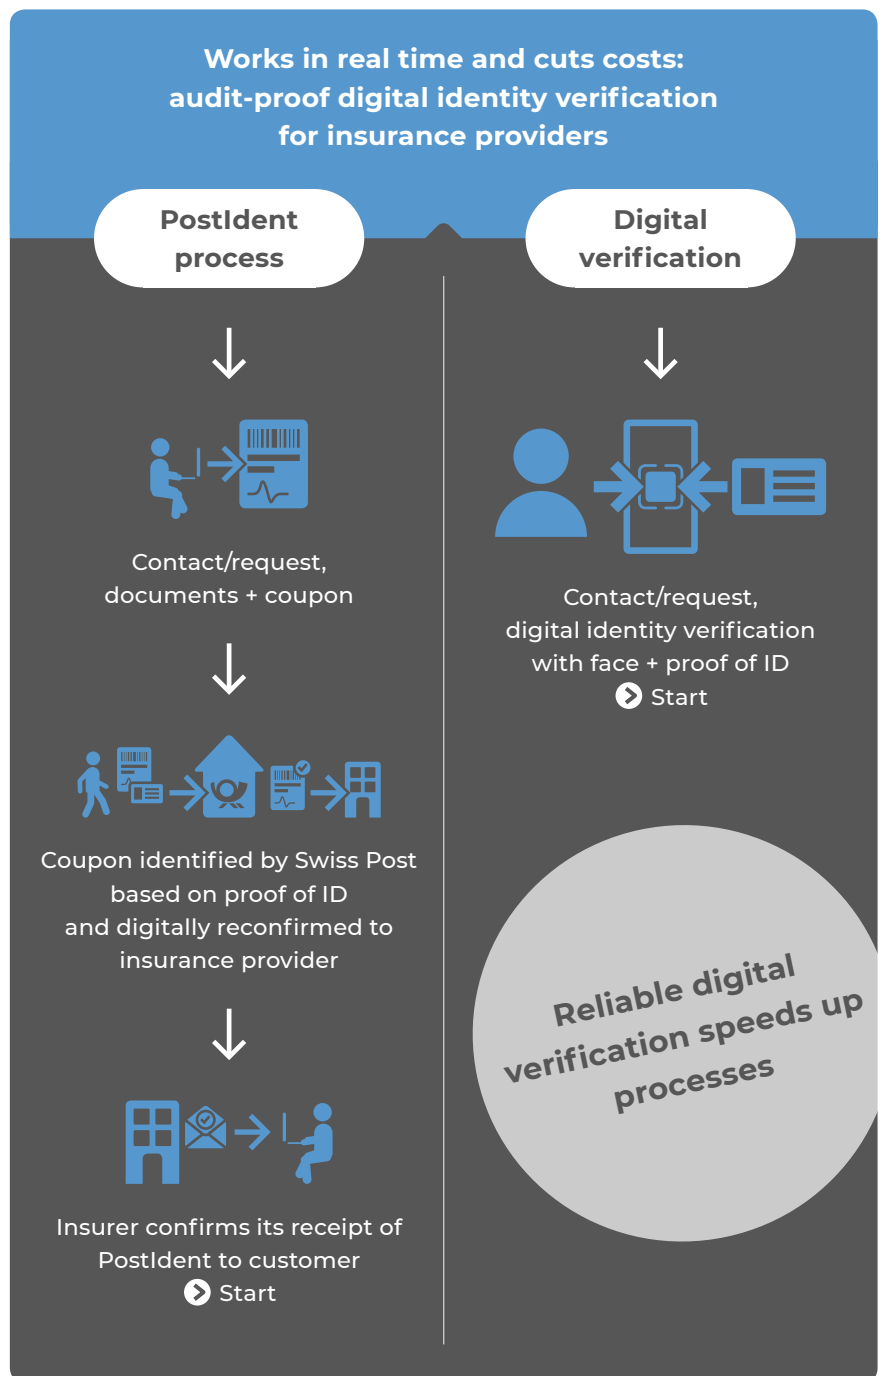 Works in real time and cuts costs:
audit-proof digital identity verification
for insurance providers
PostIdent
process
Contact/request,
documents + coupon
Coupon identified by Swiss Post
based on proof of ID
and digitally reconfirmed to
insurance provider
Insurer confirms its receipt of
PostIdent to customer
Start
Digital
verification
Contact/request,
digital identity verification
with face + proof of ID
Start
Reliable digital
verification speeds up
processes